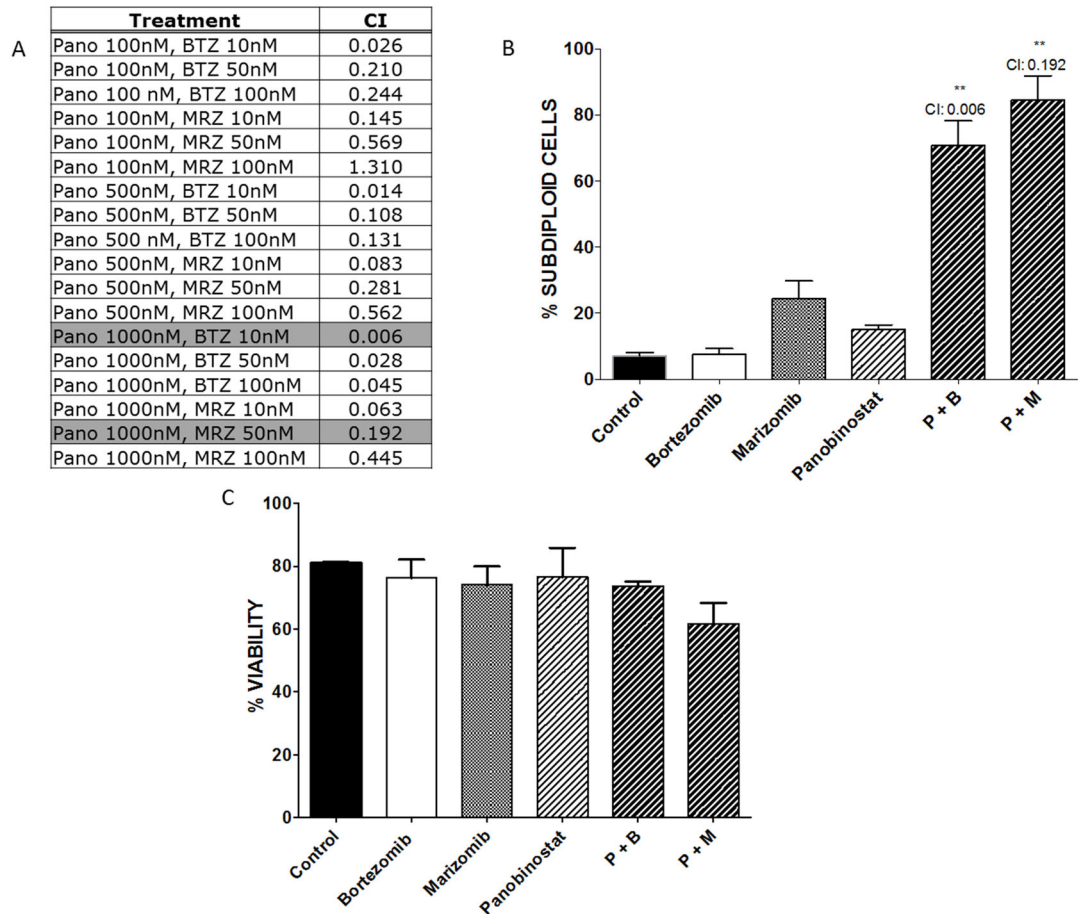 A
Treatment CI
Pano 100nM, BTZ 10nM 0.026
Pano 100nM, BTZ 50nM 0.210
Pano 100 nM, BTZ 100nM 0.244
Pano 100nM, MRZ 10nM 0.145
Pano 100nM, MRZ 50nM 0.569
Pano 100nM, MRZ 100nM 1.310
Pano 500nM, BTZ 10nM 0.014
Pano 500nM, BTZ 50nM 0.108
Pano 500 nM, BTZ 100nM 0.131
Pano 500nM, MRZ 10nM 0.083
Pano 500nM, MRZ 50nM 0.281
Pano 500nM, MRZ 100nM 0.562
Pano 1000nM, BTZ 10nM 0.006
Pano 1000nM, BTZ 50nM 0.028
Pano 1000nM, BTZ 100nM 0.045
Pano 1000nM, MRZ 10nM 0.063
Pano 1000nM, MRZ 50nM 0.192
Pano 1000nM, MRZ 100nM 0.445
B
% SUBDIPLOID CELLS
100
80
60
40
20
0
**
CI: 0.006
**
CI: 0.192
Control
Bortezomib
Marizomib
Panobinostat
P + B
P + M
C
% VIABILITY
100
80
60
40
20
0
Control
Bortezomib
Marizomib
Panobinostat
P + B
P + M